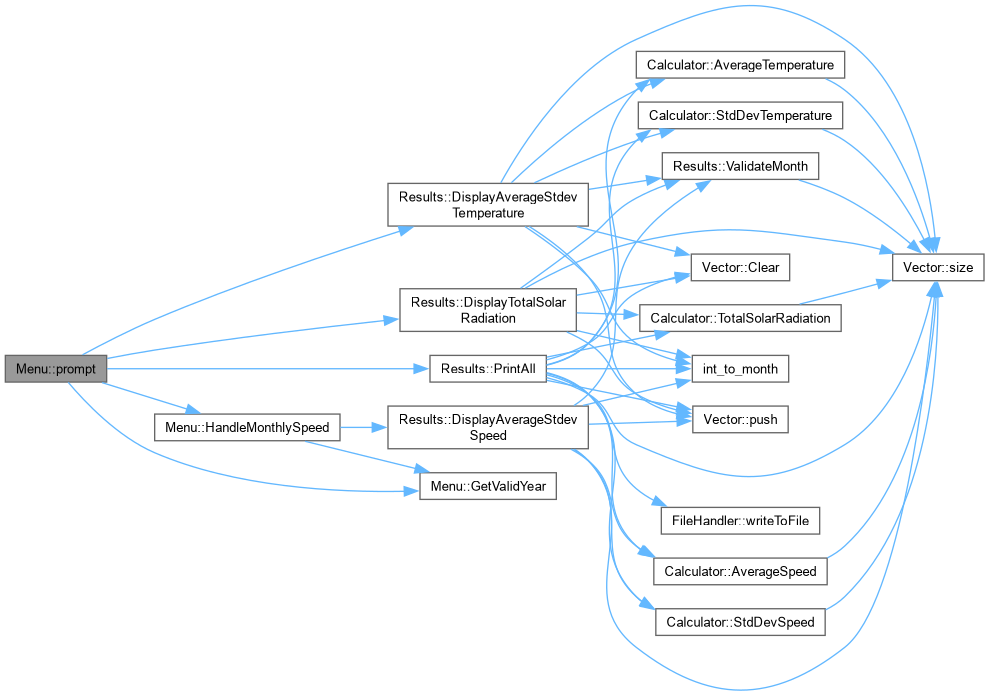 Menu::prompt
Menu::HandleMonthlySpeed
Results::DisplayAverageStdev
Temperature
Results::DisplayTotalSolar
Radiation
Results::PrintAll
Results::DisplayAverageStdev
Speed
Menu::GetValidYear
Calculator::AverageTemperature
Calculator::StdDevTemperature
Results::ValidateMonth
Vector::Clear
Calculator::TotalSolarRadiation
int_to_month
Vector::push
FileHandler::writeToFile
Calculator::AverageSpeed
Calculator::StdDevSpeed
Vector::size